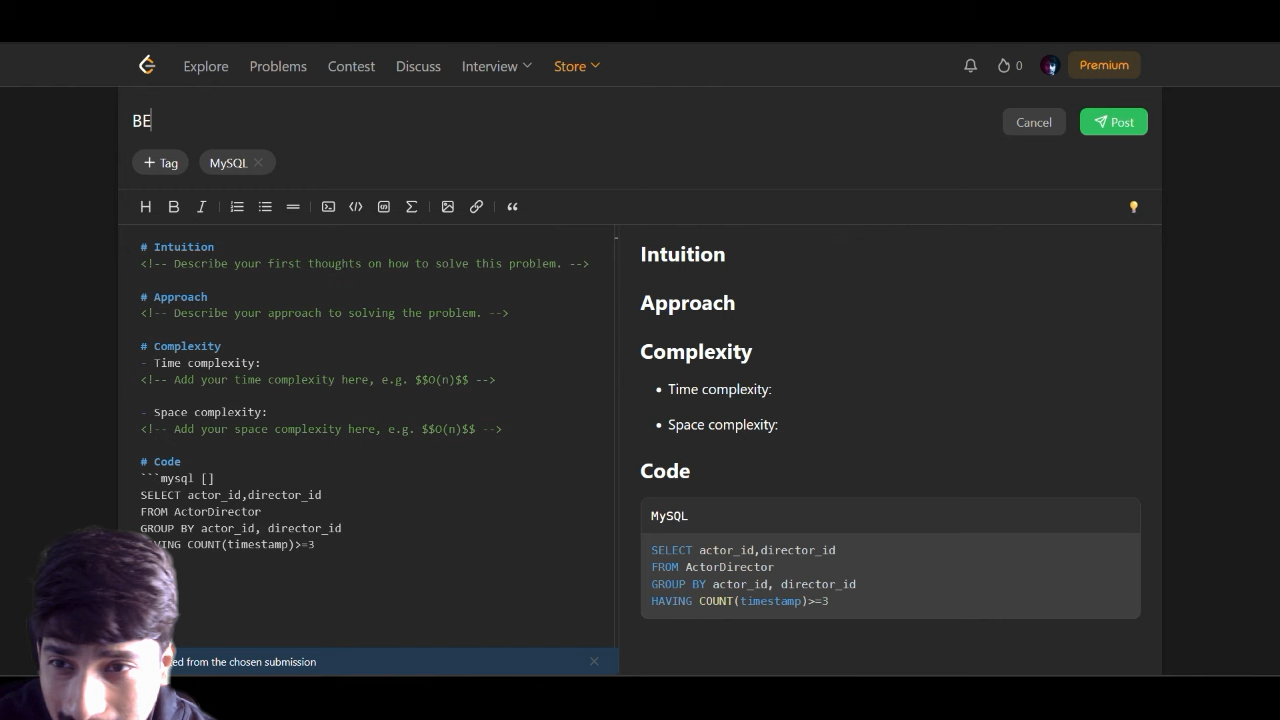 Explore Problems Contest Discuss Interview Store 0 Premium
BE
Cancel Post
+ Tag MySQL
# Intuition
<!-- Describe your first thoughts on how to solve this problem. -->
# Approach
<!-- Describe your approach to solving the problem. -->
# Complexity
- Time complexity:
<!-- Add your time complexity here, e.g. $$O(n)$$ -->
- Space complexity:
<!-- Add your space complexity here, e.g. $$O(n)$$ -->
# Code
```mysql []
SELECT actor_id,director_id
FROM ActorDirector
GROUP BY actor_id, director_id
COUNT(timestamp)>=3
from the chosen submission
Intuition
Approach
Complexity
• Time complexity:
• Space complexity:
Code
MySQL
SELECT actor_id,director_id
FROM ActorDirector
GROUP BY actor_id, director_id
HAVING COUNT(timestamp)>=3